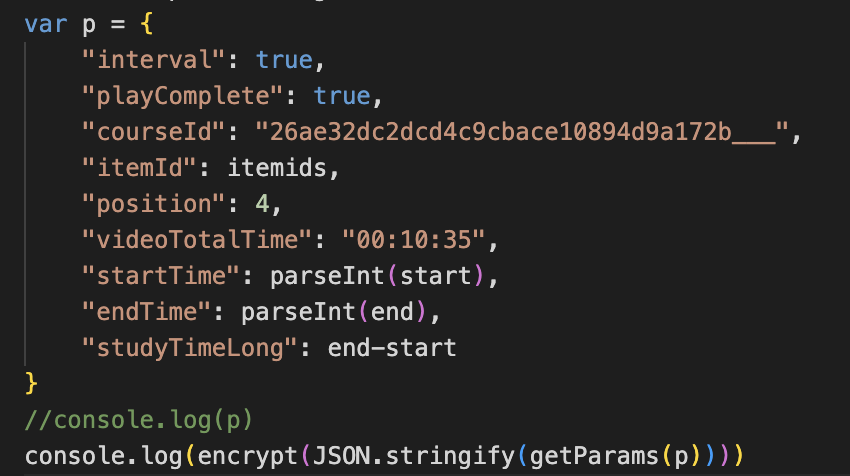 var p = {
"interval": true,
"playComplete": true,
"courseId": "26ae32dc2dcd4c9cbace10894d9a172b___",
"itemId": itemids,
"position": 4,
"videoTotalTime": "00:10:35",
"startTime": parseInt(start),
"endTime": parseInt(end),
"studyTimeLong": end-start
}
//console.log(p)
console.log(encrypt(JSON.stringify(getParams(p))))